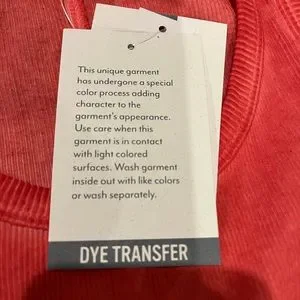 This unique garment
has undergone a special
color process adding
character to the
garment's appearance.
Use care when this
garment is in contact
with light colored
surfaces. Wash garment
inside out with like colors
or wash separately.
DYE TRANSFER